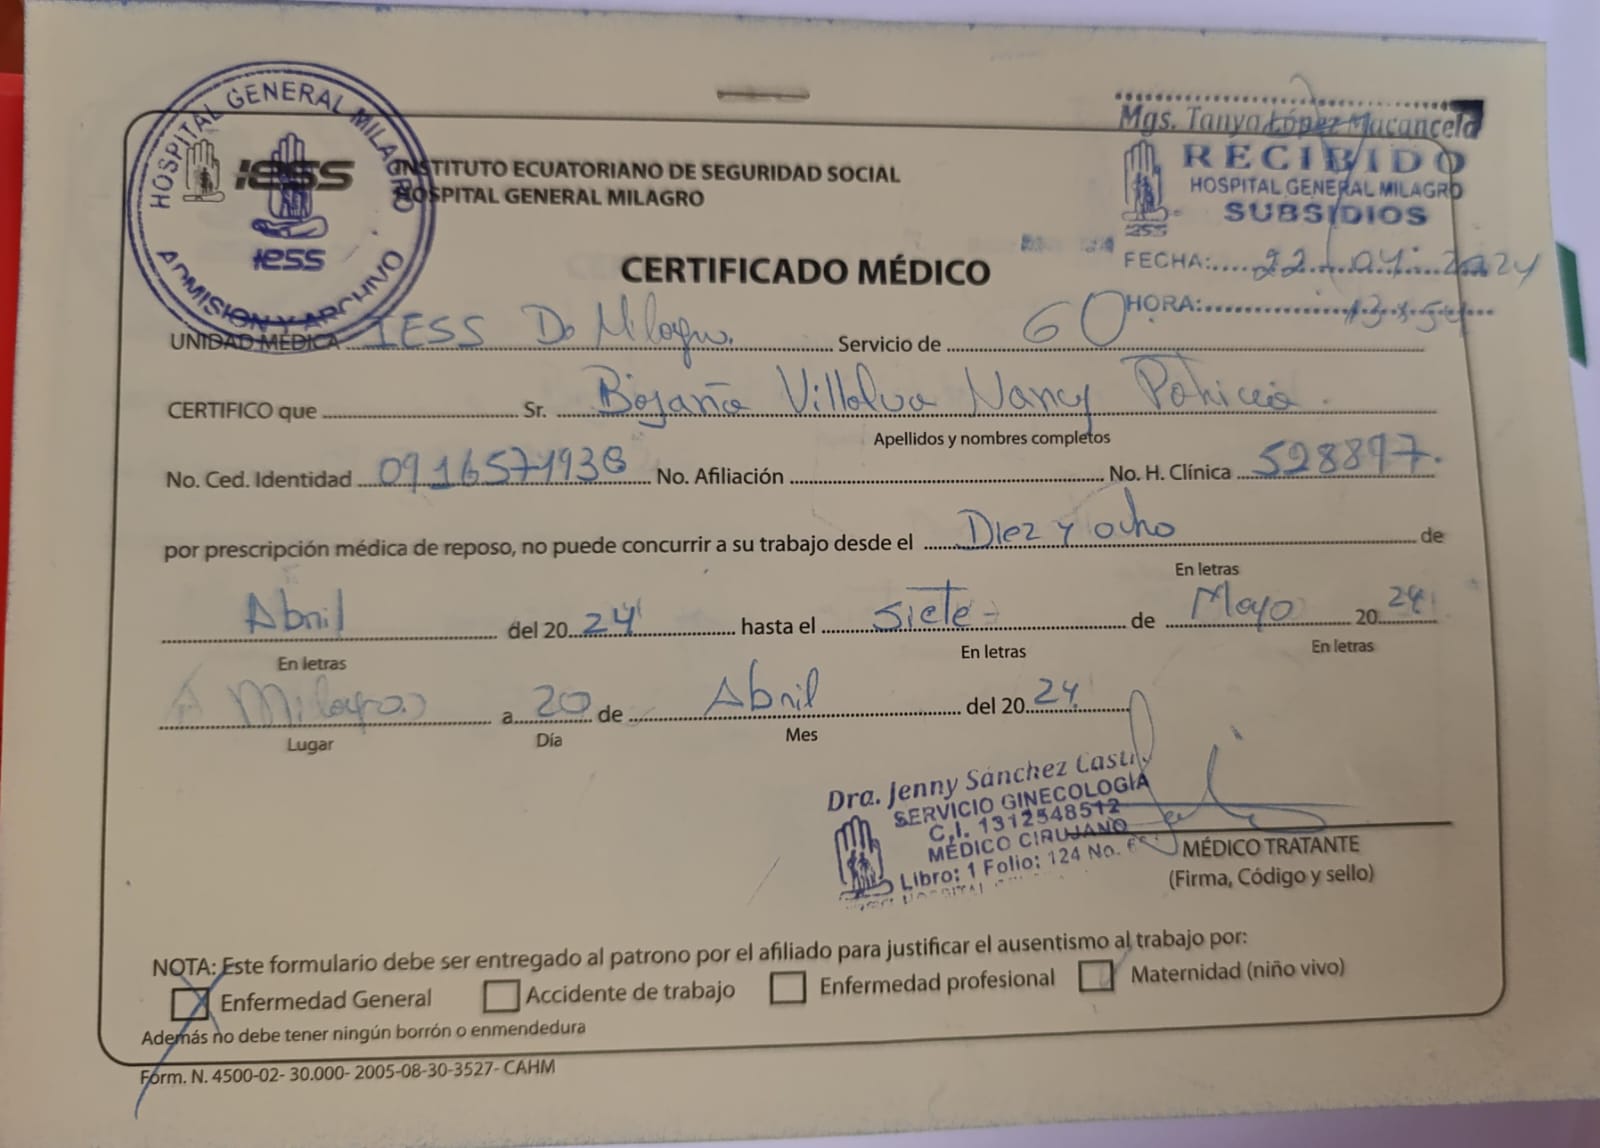 HOSPITAL GENERAL MILAGRO
iess
ADMISION Y ARCHIVO
iess
INSTITUTO ECUATORIANO DE SEGURIDAD SOCIAL
HOSPITAL GENERAL MILAGRO
Mgs. Tanya López Macancela
RECIBIDO
HOSPITAL GENERAL MILAGRO
SUBSIDIOS
IESS
FECHA: 22 . 04 . 2024
HORA: 13:54
CERTIFICADO MÉDICO
UNIDAD MÉDICA IESS De Milagro. Servicio de GO
CERTIFICO que Sr. Bojaña Villalva Nancy Patricia.
Apellidos y nombres completos
No. Ced. Identidad 0916571938 No. Afiliación No. H. Clínica 528897.
por prescripción médica de reposo, no puede concurrir a su trabajo desde el Diez y ocho de
En letras
Abril del 2024 hasta el Siete - de Mayo 2024
En letras En letras En letras
Milagro a 20 de Abril del 2024
Lugar Día Mes
Dra. Jenny Sánchez
SERVICIO GINECOLOGÍA
C.I. 1312548512
MÉDICO CIRUJANO
Libro: 1 Folio: 124 No.
HOSPITAL
MÉDICO TRATANTE
(Firma, Código y sello)
NOTA: Este formulario debe ser entregado al patrono por el afiliado para justificar el ausentismo al trabajo por:
X Enfermedad General Accidente de trabajo Enfermedad profesional Maternidad (niño vivo)
Además no debe tener ningún borrón o enmendedura
Form. N. 4500-02- 30.000- 2005-08-30-3527- CAHM